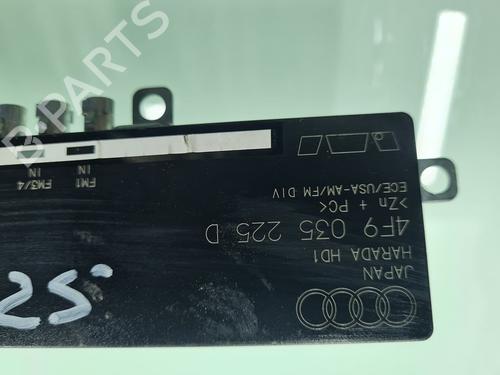 JAPAN
HARADA HD1
4F9 035 225 D
>Zn + PC<
ECE/USA-AM/FM DIV
FM1
IN
FM3/4
IN
25
B-PARTS